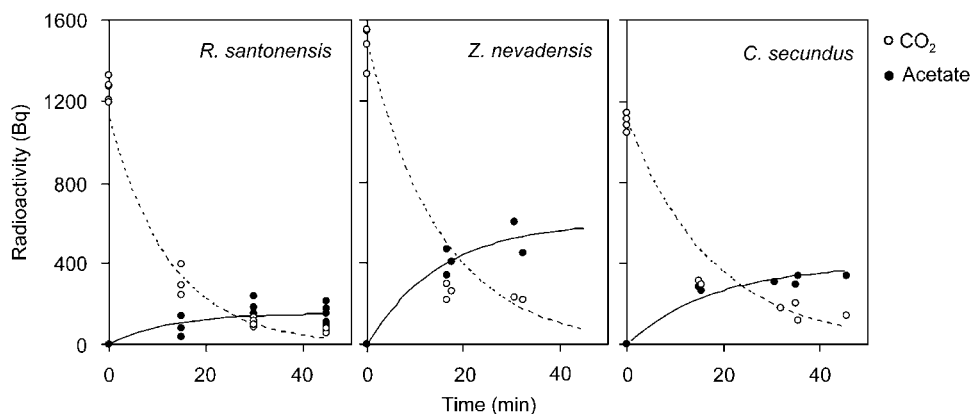 1600
1200
800
400
0
Radioactivity (Bq)
R. santonensis
Z. nevadensis
C. secundus
CO2
Acetate
0 20 40 0 20 40 0 20 40
Time (min)